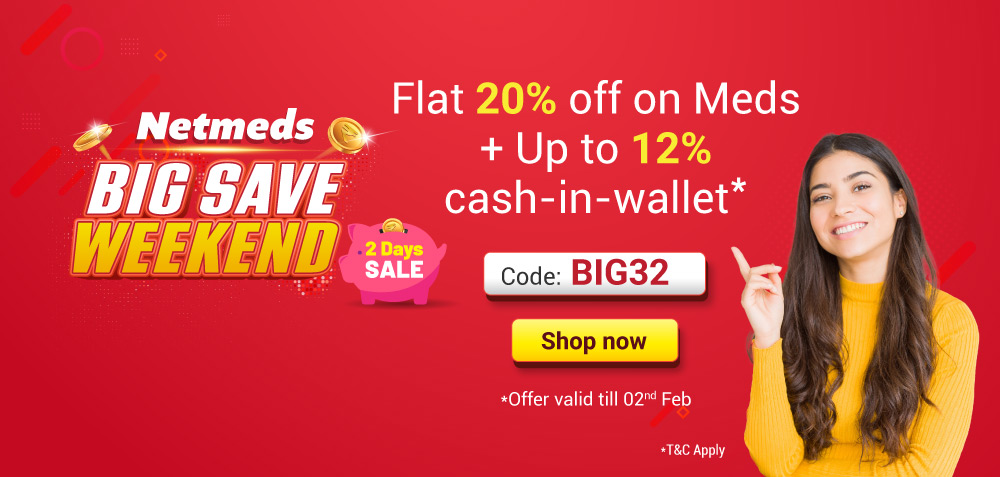 Netmeds
BIG SAVE
WEEKEND
2 Days
SALE
Flat 20% off on Meds
+ Up to 12%
cash-in-wallet*
Code: BIG32
Shop now
*Offer valid till 02nd Feb
*T&C Apply